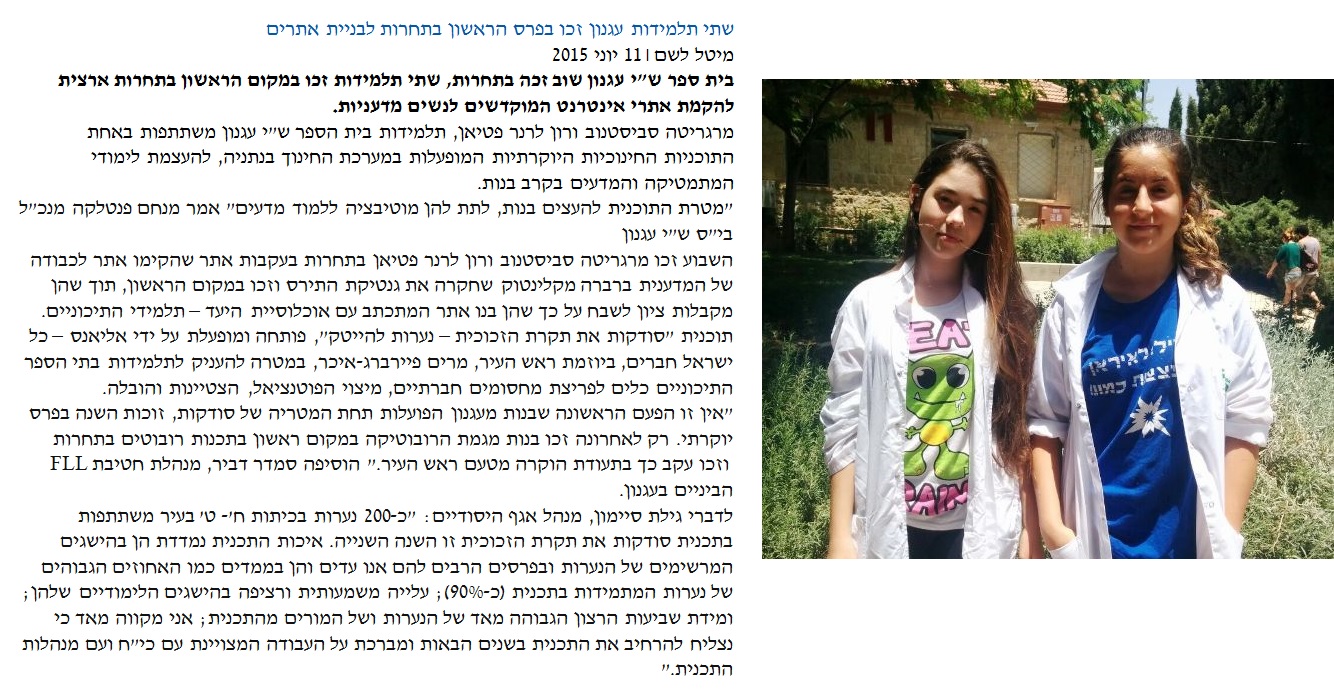 שתי תלמידות עגנון זכו בפרס הראשון בתחרות לבניית אתרים
מיטל לשם | 11 יוני 2015
בית ספר ש״י עגנון שוב זכה בתחרות, שתי תלמידות זכו במקום הראשון בתחרות ארצית
להקמת אתרי אינטרנט המוקדשים לנשים מדעניות.
מרגריטה סביסטנוב ורון לרנר פטיאן, תלמידות בית הספר ש״י עגנון משתתפות באחת
התוכניות החינוכיות היוקרתיות המופעלות במערכת החינוך בנתניה, להעצמת לימודי
המתמטיקה והמדעים בקרב בנות.
״מטרת התוכנית להעצים בנות, לתת להן מוטיבציה ללמוד מדעים״ אמר מנחם פנטלקה מנכ״ל
בי״ס ש״י עגנון
השבוע זכו מרגריטה סביסטנוב ורון לרנר פטיאן בתחרות בעקבות אתר שהקימו אתר לכבודה
של המדענית ברברה מקלינטוק שחקרה את גנטיקת התירס וזכו במקום הראשון, תוך שהן
מקבלות ציון לשבח על כך שהן בנו אתר המתכתב עם אוכלוסיית היעד – תלמידי התיכוניים.
תוכנית ״סודקות את תקרת הזכוכית – נערות להייטק״, פותחה ומופעלת על ידי אליאנס – כל
ישראל חברים, ביוזמת ראש העיר, מרים פיירברג-איכר, במטרה להעניק לתלמידות בתי הספר
התיכוניים כלים לפריצת מחסומים חברתיים, מיצוי הפוטנציאל, הצטיינות והובלה.
״אין זו הפעם הראשונה שבנות מעגנון הפועלות תחת המטריה של סודקות, זוכות השנה בפרס
יוקרתי. רק לאחרונה זכו בנות מגמת הרובוטיקה במקום ראשון בתכנות רובוטים בתחרות
FLL וזכו עקב כך בתעודת הוקרה מטעם ראש העיר.״ הוסיפה סמדר דביר, מנהלת חטיבת
הביניים בעגנון.
לדברי גילת סיימון, מנהל אגף היסודיים: ״כ-200 נערות בכיתות ח׳- ט׳ בעיר משתתפות
בתכנית סודקות את תקרת הזכוכית זו השנה השנייה. איכות התכנית נמדדת הן בהישגים
המרשימים של הנערות ובפרסים הרבים להם אנו עדים והן בממדים כמו האחוזים הגבוהים
של נערות המתמידות בתכנית (כ-90%); עלייה משמעותית ורציפה בהישגים הלימודיים שלהן;
ומידת שביעות הרצון הגבוהה מאד של הנערות ושל המורים מהתכנית; אני מקווה מאד כי
נצליח להרחיב את התכנית בשנים הבאות ומברכת על העבודה המצויינת עם כי״ח ועם מנהלות
התכנית.״